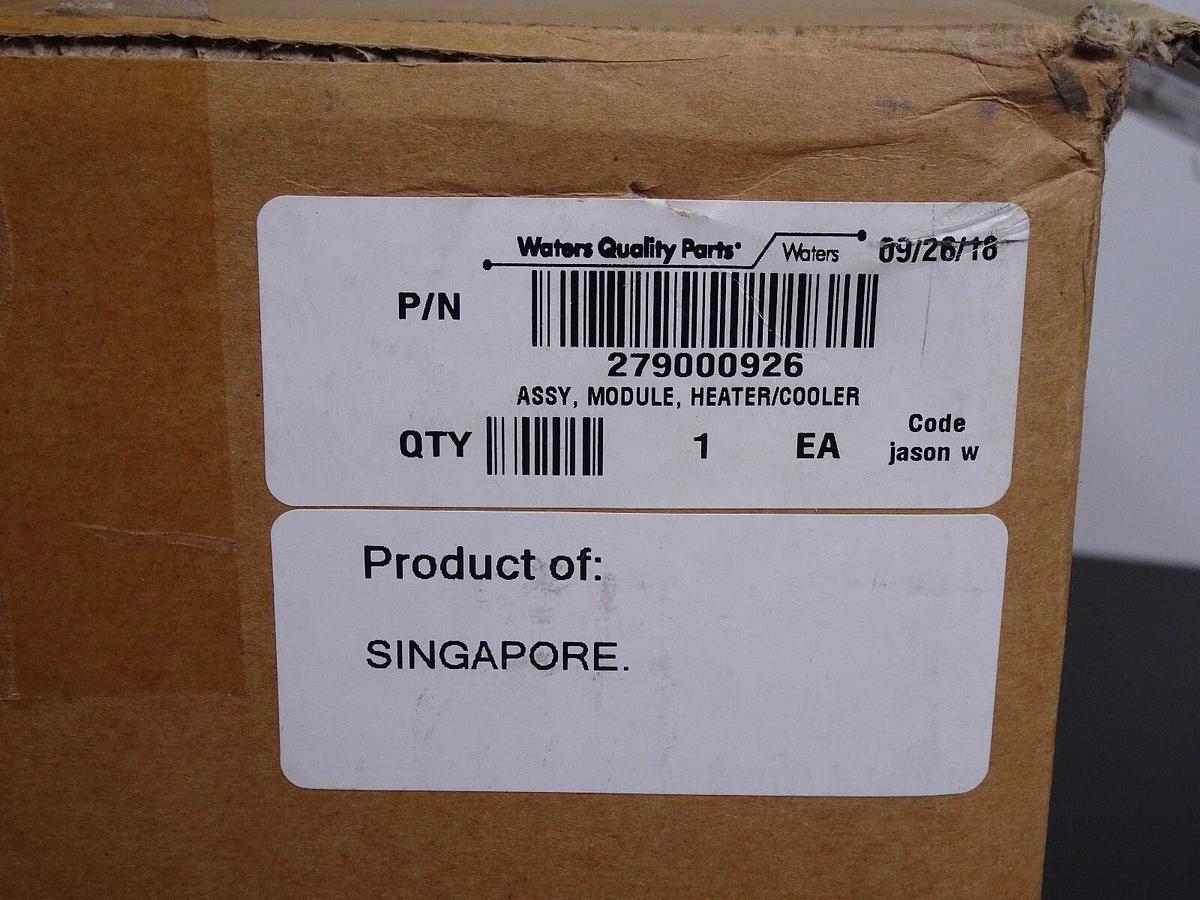 Waters Quality Parts Waters 09/26/18
P/N
279000926
ASSY, MODULE, HEATER/COOLER
QTY 1 EA Code
jason w
Product of:
SINGAPORE.